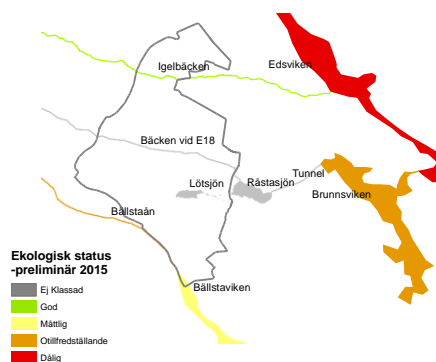 Igelbäcken
Edsviken
Bäcken vid E18
Tunnel
Lötsjön
Råstasjön
Brunnsviken
Bällstaån
Bällstaviken
Ekologisk status
-preliminär 2015
Ej Klassad
God
Måttlig
Otillfredställande
Dålig